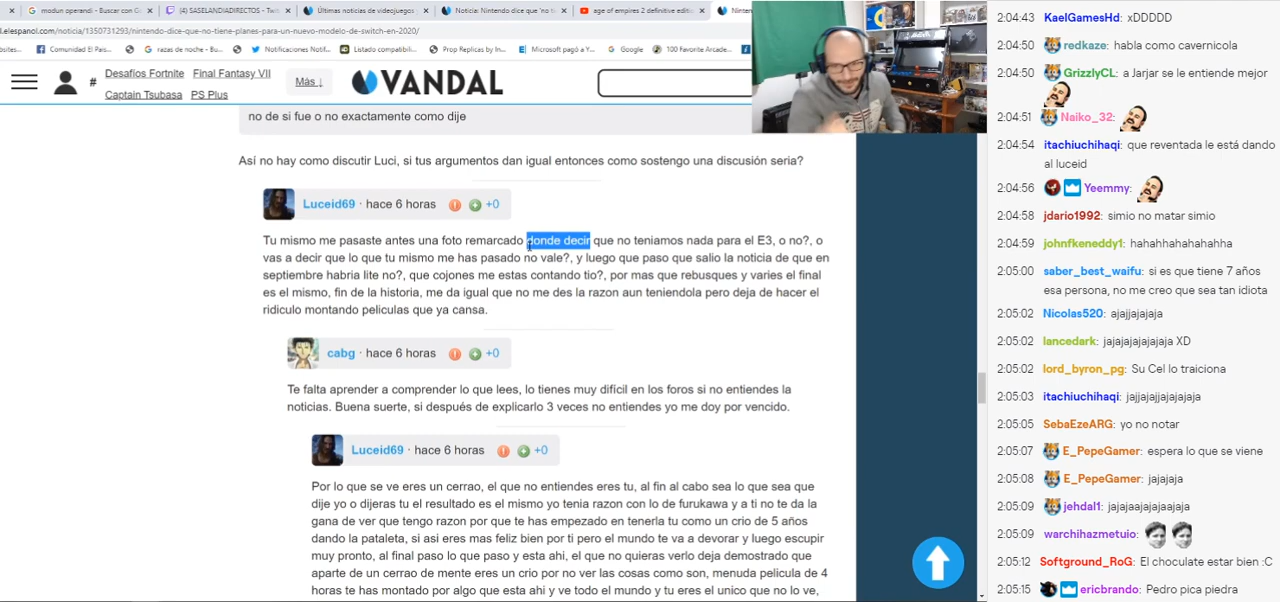 modun operandi - Buscar con G
SASELANDIADIRECTOS - Twitch
Últimas noticias de videojuegos
Noticia: Nintendo dice que 'no ti
age of empires 2 definitive editi
Ninten
l.elespanol.com/noticia/1350731293/nintendo-dice-que-no-tiene-planes-para-un-nuevo-modelo-de-switch-en-2020/
Comunidad El Pais...
razas de noche - Bu...
Twitch
Notificaciones Notif...
Listado compatibili...
Prop Replicas by In...
Microsoft pagó a Y...
Google
100 Favorite Arcade...
#
Desafíos Fortnite
Final Fantasy VII
Captain Tsubasa
PS Plus
Más ↓
VANDAL
no de si fue o no exactamente como dije
Así no hay como discutir Luci, si tus argumentos dan igual entonces como sostengo una discusión seria?
Luceid69 · hace 6 horas +0
Tu mismo me pasaste antes una foto remarcado donde decir que no teniamos nada para el E3, o no?, o
vas a decir que lo que tu mismo me has pasado no vale?, y luego que paso que salio la noticia de que en
septiembre habria lite no?, que cojones me estas contando tio?, por mas que rebusques y varies el final
es el mismo, fin de la historia, me da igual que no me des la razon aun teniendola pero deja de hacer el
ridiculo montando peliculas que ya cansa.
cabg · hace 6 horas +0
Te falta aprender a comprender lo que lees, lo tienes muy difícil en los foros si no entiendes la
noticias. Buena suerte, si después de explicarlo 3 veces no entiendes yo me doy por vencido.
Luceid69 · hace 6 horas +0
Por lo que se ve eres un cerrao, el que no entiendes eres tu, al fin al cabo sea lo que sea que
dije yo o dijeras tu el resultado es el mismo yo tenia razon con lo de furukawa y a ti no te da la
gana de ver que tengo razon por que te has empezado en tenerla tu como un crio de 5 años
dando la pataleta, si asi eres mas feliz bien por ti pero el mundo te va a devorar y luego escupir
muy pronto, al final paso lo que paso y esta ahi, el que no quieras verlo deja demostrado que
aparte de un cerrao de mente eres un crio por no ver las cosas como son, menuda pelicula de 4
horas te has montado por algo que esta ahi y ve todo el mundo y tu eres el unico que no lo ve,
2:04:43 KaelGamesHd: xDDDDD
2:04:50 redkaze: habla como cavernicola
2:04:50 GrizzlyCL: a Jarjar se le entiende mejor
2:04:51 Naiko_32:
2:04:54 itachiuchihaqi: que reventada le está dando
al luceid
2:04:56 Yeemmy:
2:04:58 jdario1992: simio no matar simio
2:04:59 johnfkeneddy1: hahahhahahahha
2:05:00 saber_best_waifu: si es que tiene 7 años
esa persona, no me creo que sea tan idiota
2:05:02 Nicolas520: ajajjajajaja
2:05:02 lancedark: jajajajajajaja XD
2:05:02 lord_byron_pg: Su Cel lo traiciona
2:05:03 itachiuchihaqi: jajjajajjajajajaja
2:05:05 SebaEzeARG: yo no notar
2:05:07 E_PepeGamer: espera lo que se viene
2:05:08 E_PepeGamer: jajajaja
2:05:09 jehdal1: jajajaajajajaajaja
2:05:09 warchihazmetuio:
2:05:12 Softground_RoG: El choculate estar bien :C
2:05:15 ericbrando: Pedro pica piedra